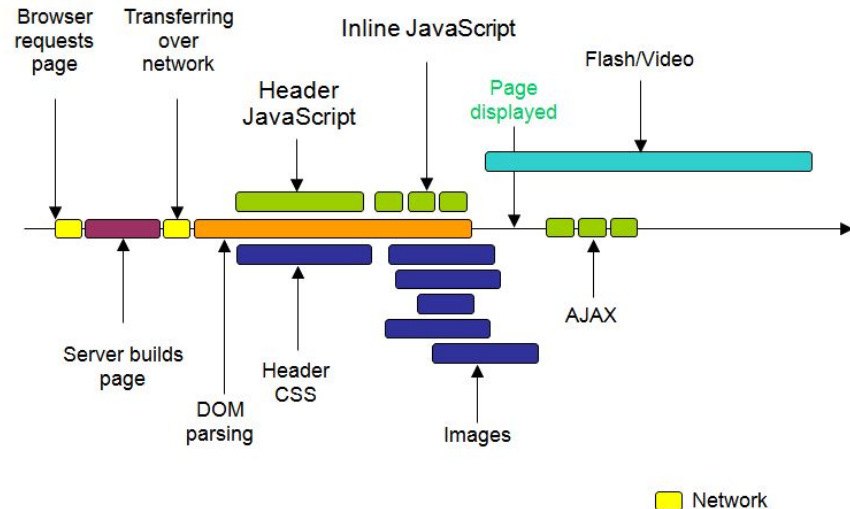 Browser
requests
page
Transferring
over
network
Inline JavaScript
Header
JavaScript
Page
displayed
Flash/Video
Server builds
page
DOM
parsing
Header
CSS
Images
AJAX
Network